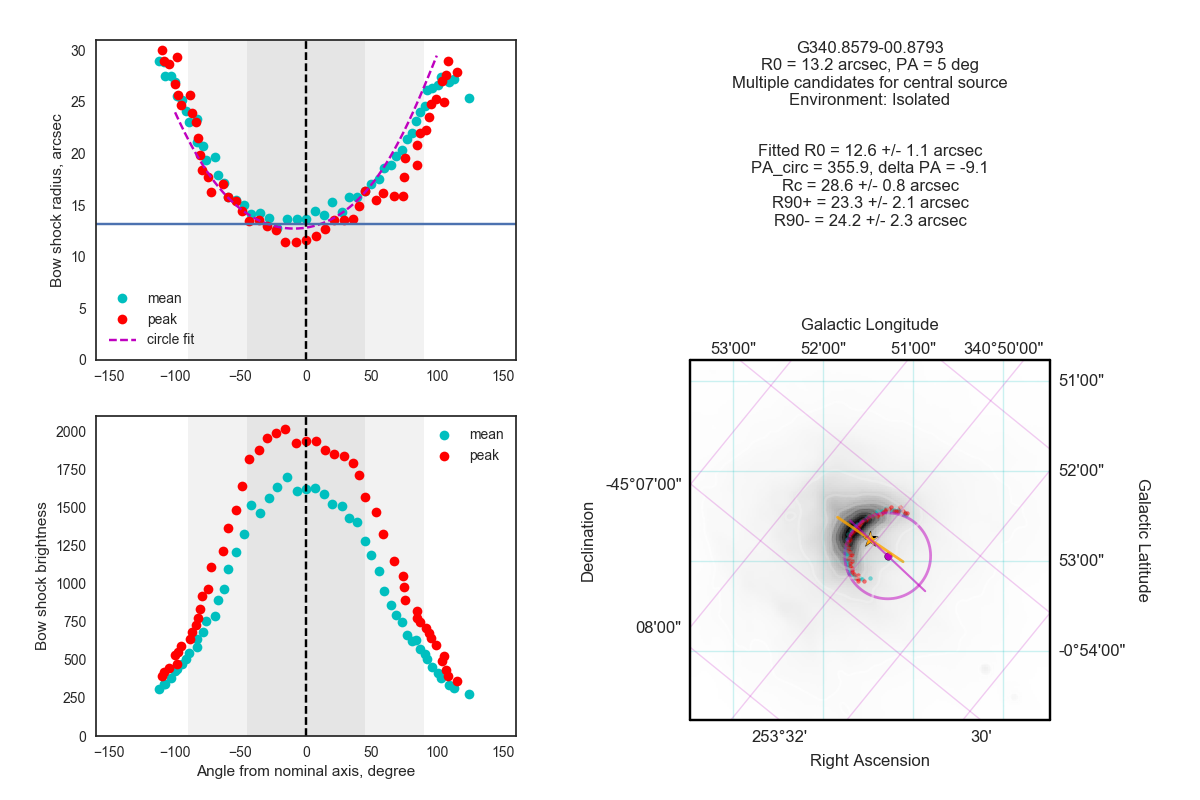 G340.8579-00.8793
R0 = 13.2 arcsec, PA = 5 deg
Multiple candidates for central source
Environment: Isolated
Fitted R0 = 12.6 +/- 1.1 arcsec
PA_circ = 355.9, delta PA = -9.1
Rc = 28.6 +/- 0.8 arcsec
R90+ = 23.3 +/- 2.1 arcsec
R90- = 24.2 +/- 2.3 arcsec
Bow shock radius, arcsec
30
25
20
15
10
5
0
mean
peak
circle fit
−150 −100 −50 0 50 100 150
Bow shock brightness
2000
1750
1500
1250
1000
750
500
250
0
mean
peak
−150 −100 −50 0 50 100 150
Angle from nominal axis, degree
Galactic Longitude
53'00" 52'00" 51'00" 340°50'00"
51'00"
52'00"
53'00"
-0°54'00"
Galactic Latitude
-45°07'00"
08'00"
Declination
253°32' 30'
Right Ascension